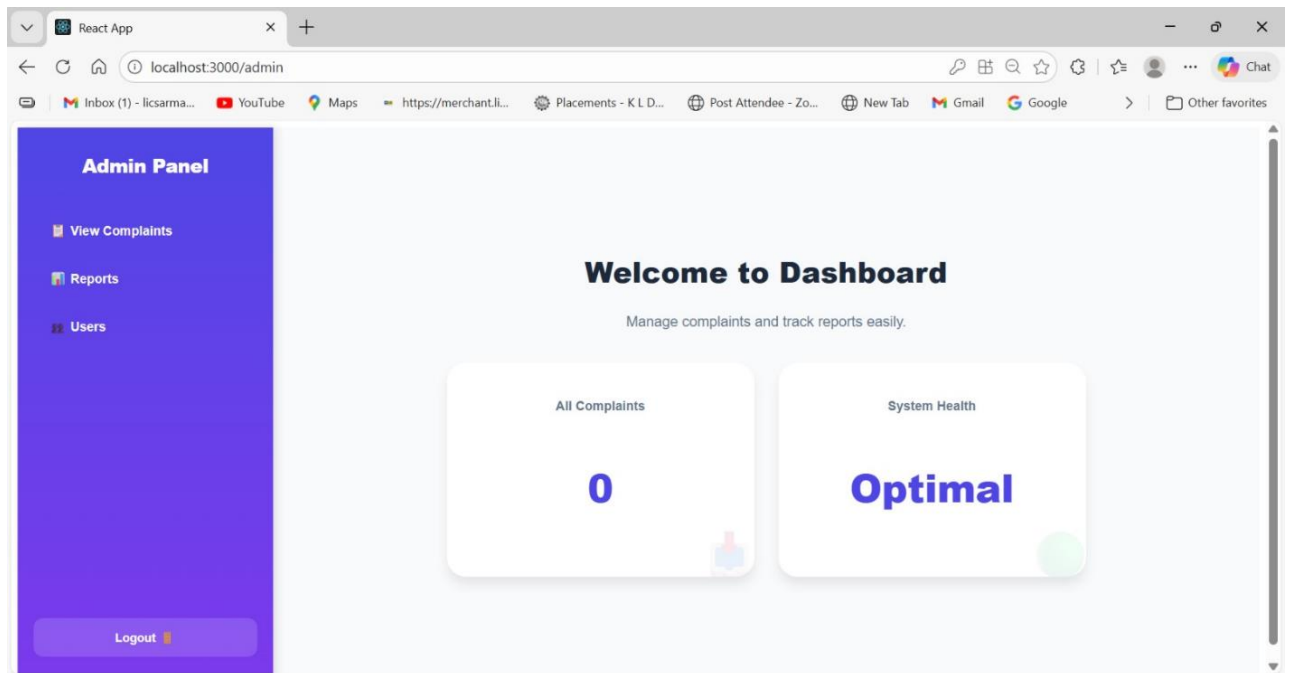 React App
localhost:3000/admin
Chat
Inbox (1) - licsarma...
YouTube
Maps
https://merchant.li...
Placements - K L D...
Post Attendee - Zo...
New Tab
Gmail
Google
Other favorites
Admin Panel
View Complaints
Reports
Users
Logout
Welcome to Dashboard
Manage complaints and track reports easily.
All Complaints
0
System Health
Optimal